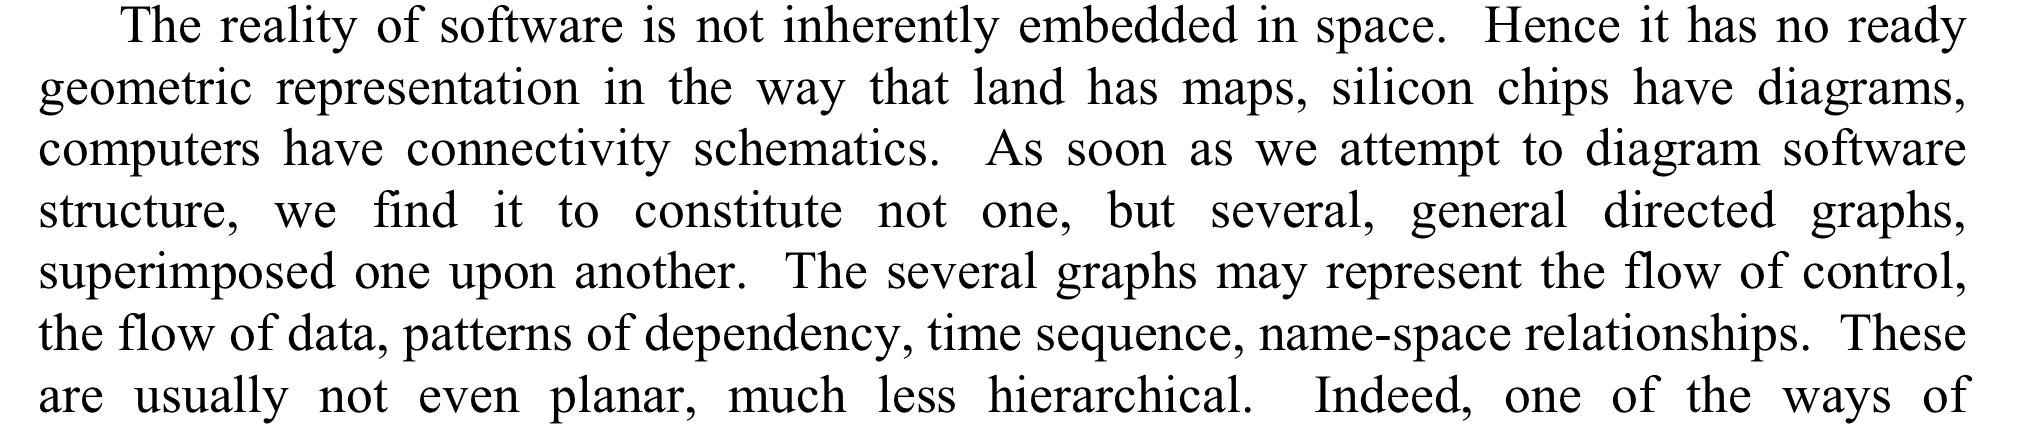 The reality of software is not inherently embedded in space.  Hence it has no ready
geometric representation in the way that land has maps, silicon chips have diagrams,
computers have connectivity schematics.  As soon as we attempt to diagram software
structure, we find it to constitute not one, but several, general directed graphs,
superimposed one upon another.  The several graphs may represent the flow of control,
the flow of data, patterns of dependency, time sequence, name-space relationships.  These
are usually not even planar, much less hierarchical.  Indeed, one of the ways of